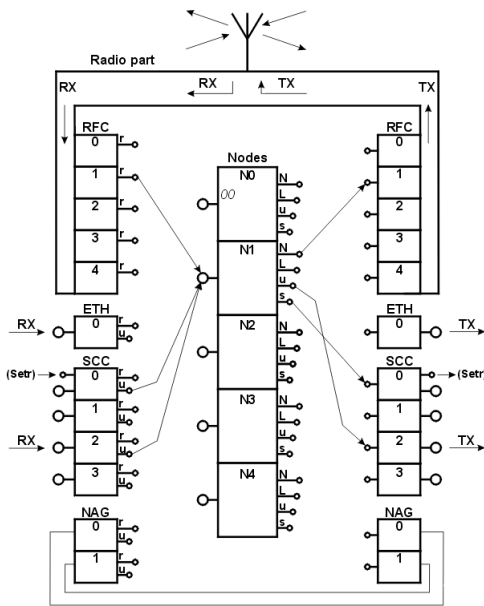 Radio part
RX
TX
RX
TX
RFC
0 r
1 r
2 r
3 r
4 r
ETH
RX
0 r
u
SCC
(Setr)
0 r
u
1 r
u
RX
2 r
u
3 r
u
NAG
0 r
u
1 r
u
Nodes
N0 N
00
L
u
s
N1 N
L
u
s
N2 N
L
u
s
N3 N
L
u
s
N4 N
L
u
s
RFC
0
1
2
3
4
ETH
0
TX
SCC
0
(Setr)
1
2
TX
3
NAG
0
1